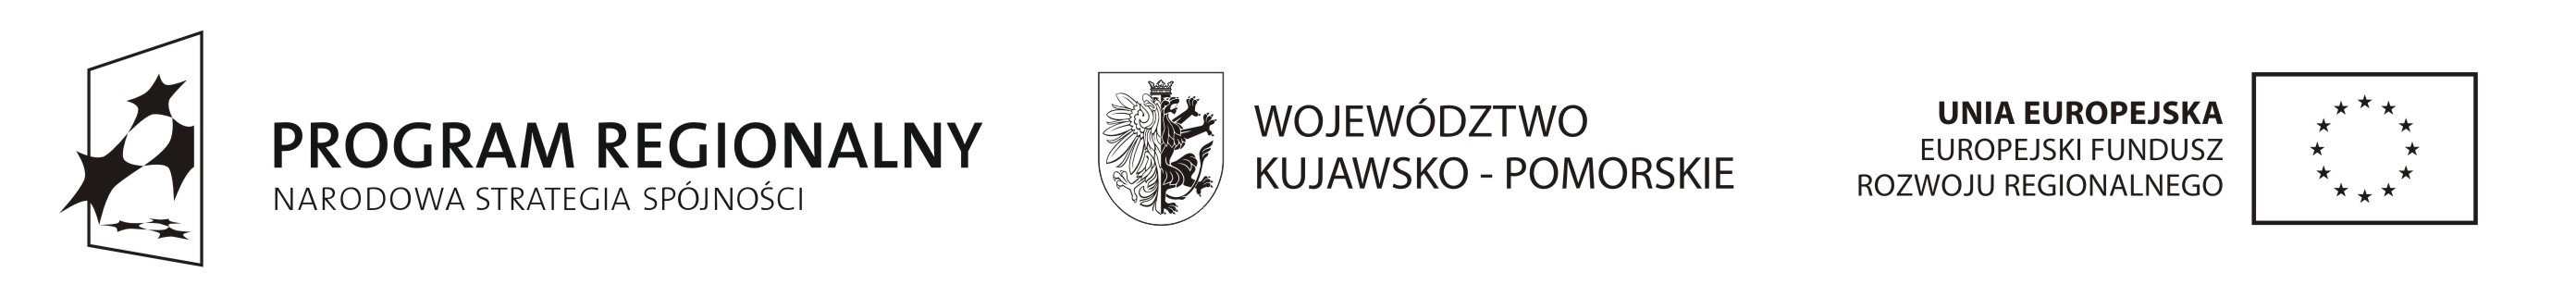 PROGRAM REGIONALNY
NARODOWA STRATEGIA SPÓJNOŚCI
WOJEWÓDZTWO
KUJAWSKO - POMORSKIE
UNIA EUROPEJSKA
EUROPEJSKI FUNDUSZ
ROZWOJU REGIONALNEGO